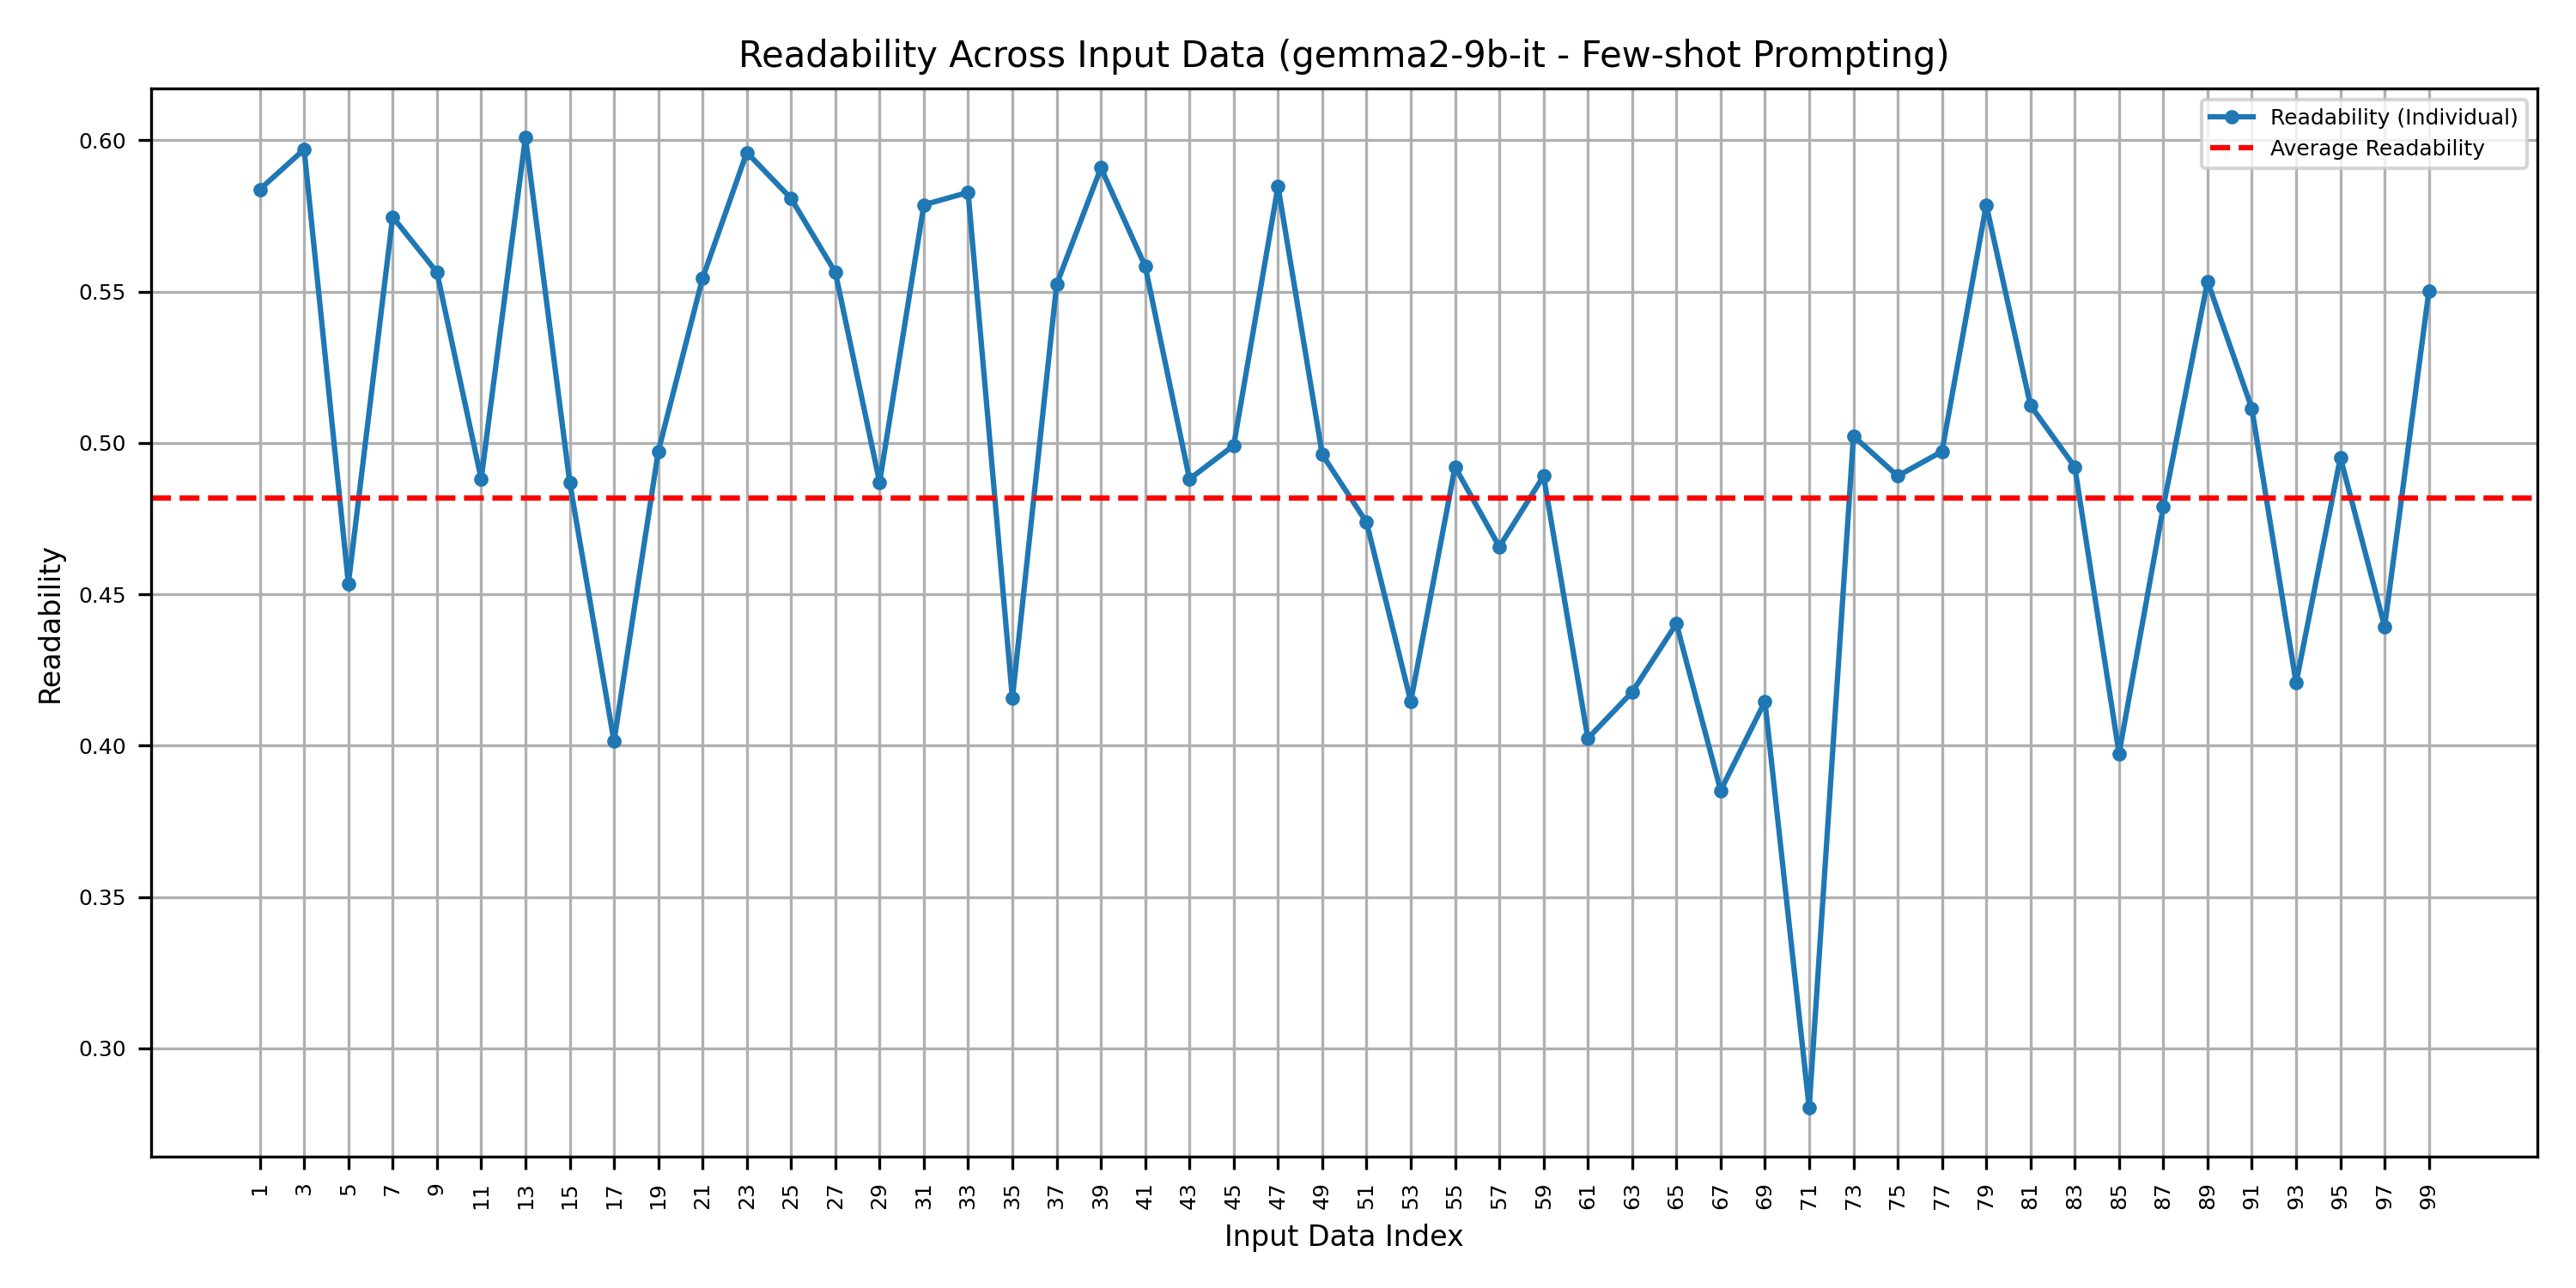 Readability Across Input Data (gemma2-9b-it - Few-shot Prompting)
Readability (Individual)
Average Readability
Readability
0.60
0.55
0.50
0.45
0.40
0.35
0.30
1 3 5 7 9 11 13 15 17 19 21 23 25 27 29 31 33 35 37 39 41 43 45 47 49 51 53 55 57 59 61 63 65 67 69 71 73 75 77 79 81 83 85 87 89 91 93 95 97 99
Input Data Index